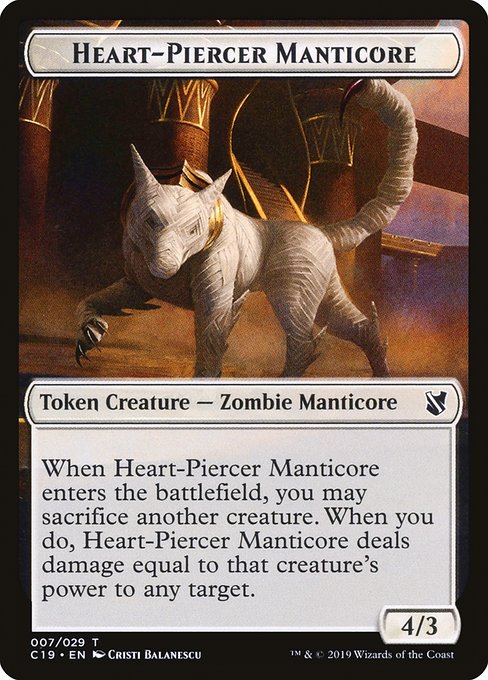 Heart-Piercer Manticore
Token Creature — Zombie Manticore
When Heart-Piercer Manticore
enters the battlefield, you may
sacrifice another creature. When you
do, Heart-Piercer Manticore deals
damage equal to that creature's
power to any target.
4/3
007/029 T
C19 • EN Cristi Balanescu
™ & © 2019 Wizards of the Coast